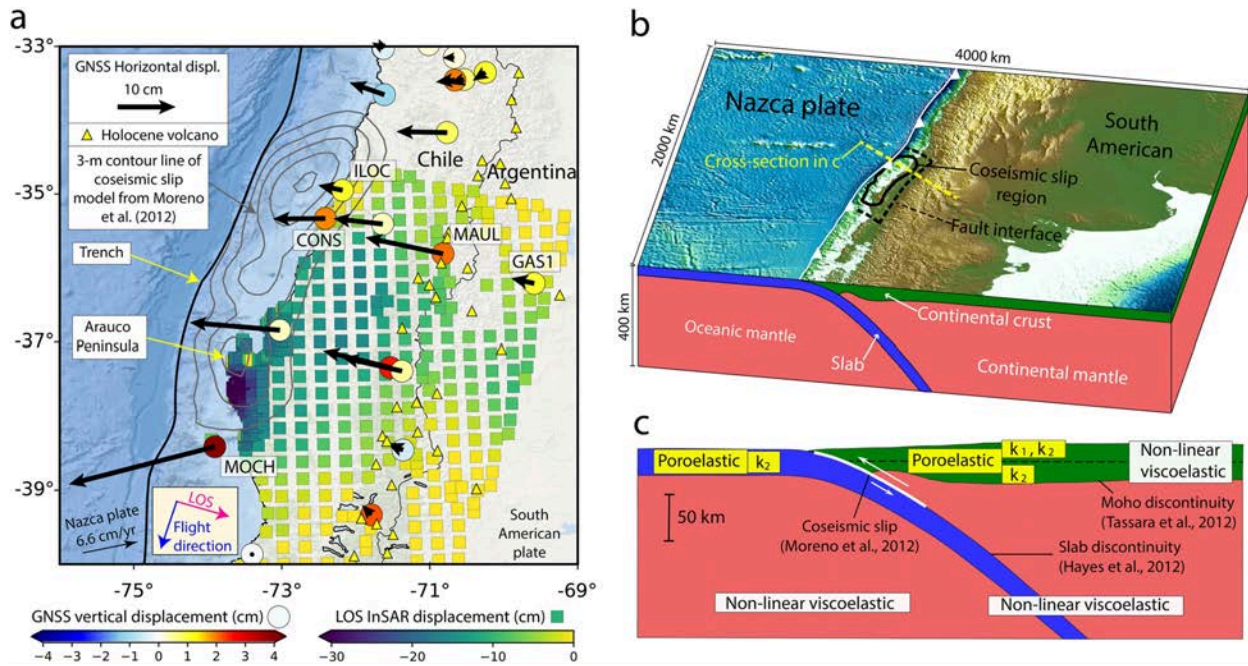 a
-33°
-35°
-37°
-39°
-75°
-73°
-71°
-69°
GNSS Horizontal displ.
10 cm
Holocene volcano
3-m contour line of
coseismic slip
model from Moreno
et al. (2012)
Trench
Arauco
Peninsula
ILOC
Chile
Argentina
CONS
MAUL
GAS1
MOCH
LOS
Flight
direction
Nazca plate
6.6 cm/yr
South
American
plate
GNSS vertical displacement (cm)
-4 -3 -2 -1 0 1 2 3 4
LOS InSAR displacement (cm)
-30 -20 -10 0
b
4000 km
2000 km
400 km
Nazca plate
South
American
Cross-section in c
Coseismic slip
region
Fault interface
Continental crust
Oceanic mantle
Slab
Continental mantle
c
Poroelastic k2
Poroelastic
k1, k2
k2
Non-linear
viscoelastic
50 km
Coseismic slip
(Moreno et al., 2012)
Moho discontinuity
(Tassara et al., 2012)
Slab discontinuity
(Hayes et al., 2012)
Non-linear viscoelastic
Non-linear viscoelastic